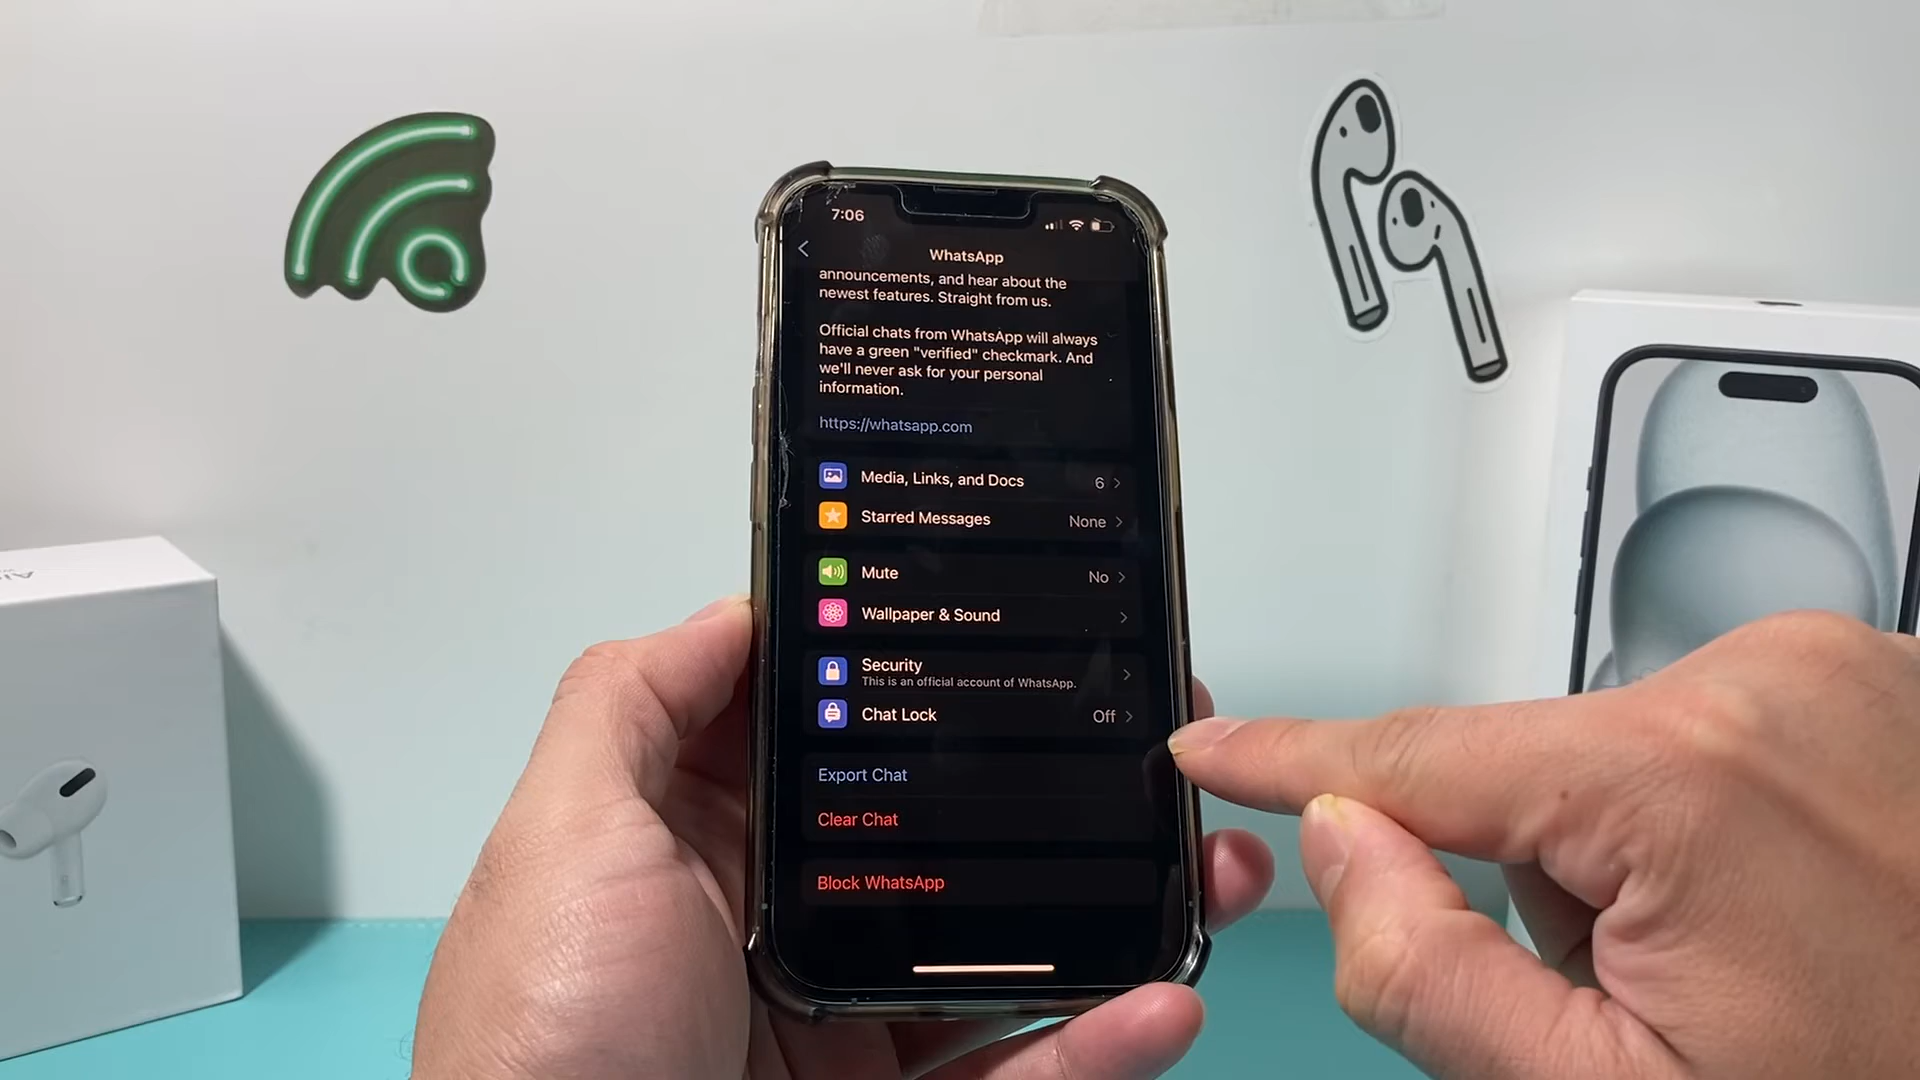 7:06
WhatsApp
announcements, and hear about the
newest features. Straight from us.
Official chats from WhatsApp will always
have a green "verified" checkmark. And
we'll never ask for your personal
information.
https://whatsapp.com
Media, Links, and Docs 6
Starred Messages None
Mute No
Wallpaper & Sound
Security
This is an official account of WhatsApp.
Chat Lock Off
Export Chat
Clear Chat
Block WhatsApp